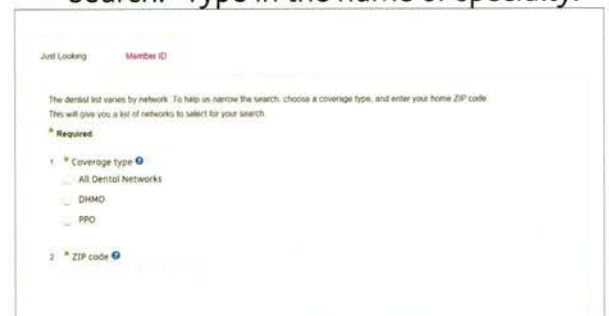 Search." Type in the name or specialty.
Just Looking Member ID
The dentist list varies by network. To help us narrow the search, choose a coverage type, and enter your home ZIP code.
This will give you a list of networks to select for your search.
* Required
1. * Coverage type ?
All Dental Networks
DHMO
PPO
2. * ZIP code ?